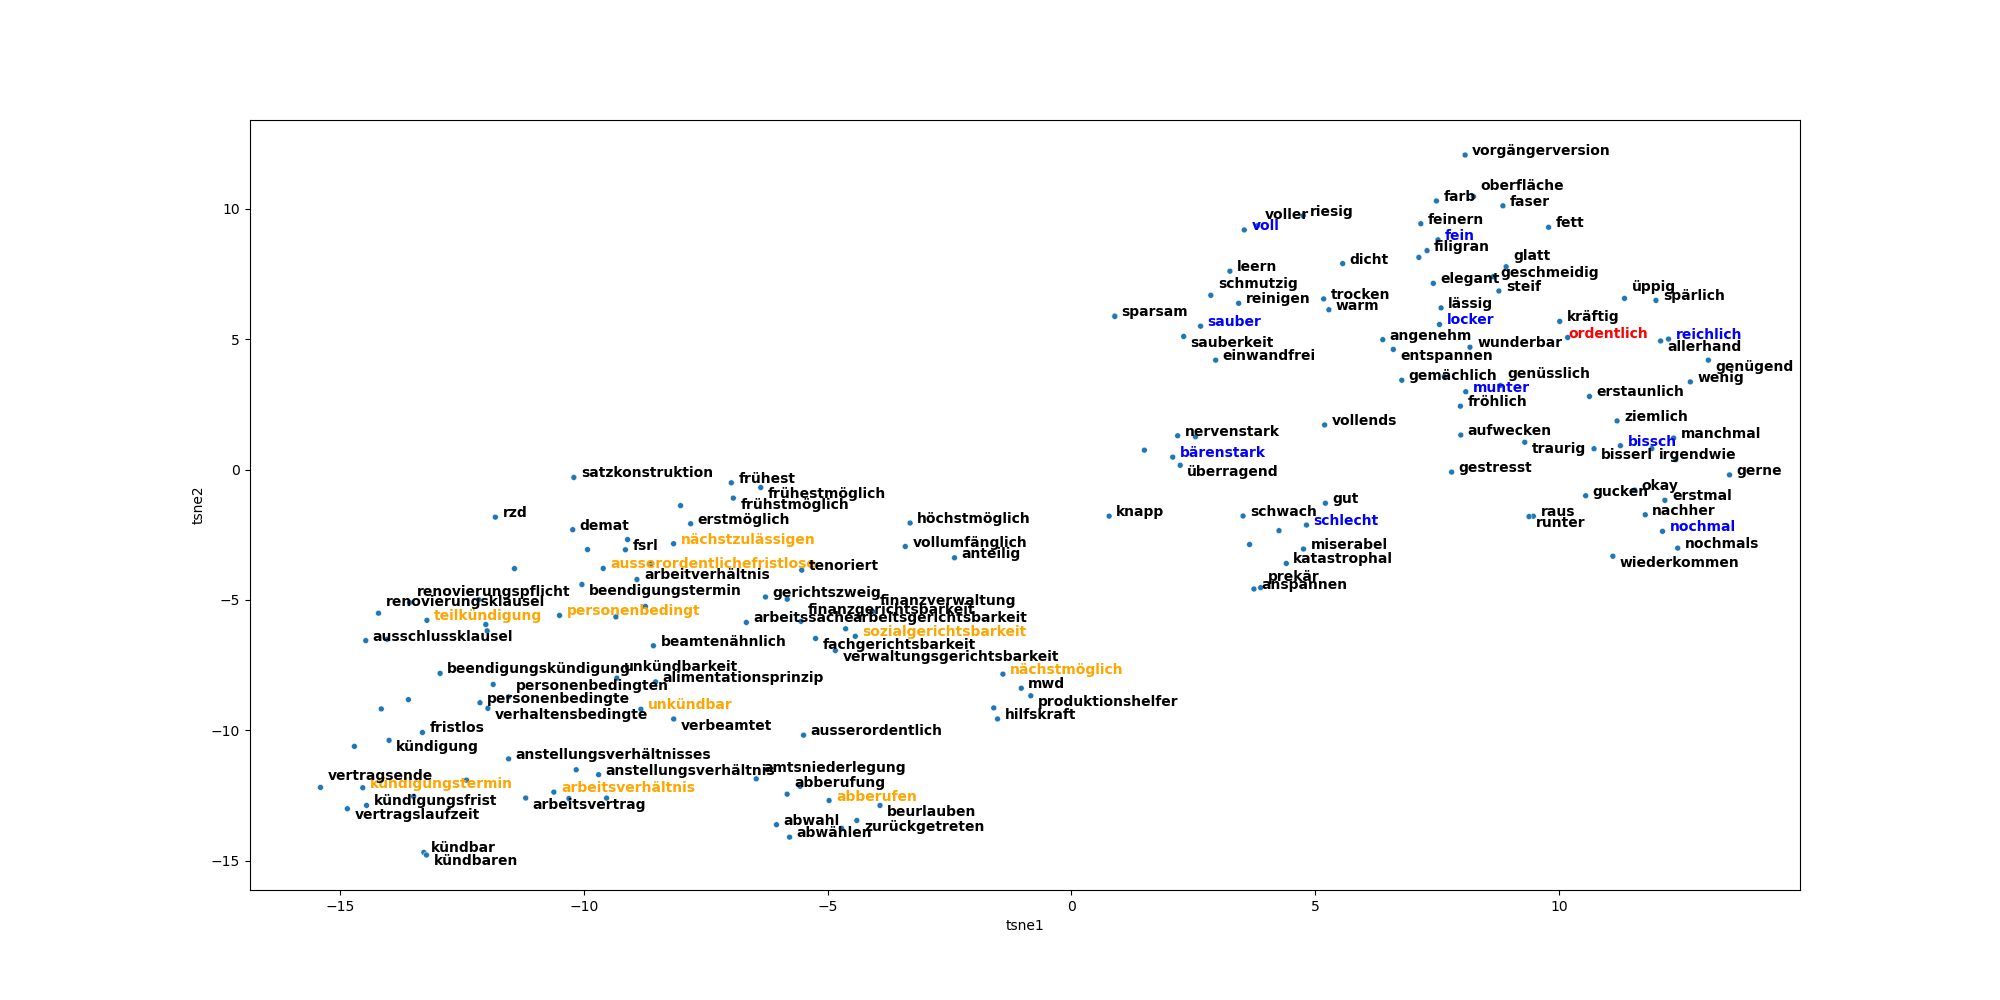 vorgängerversion
oberfläche
farb
faser
riesig
voller
voll
feinern
fett
fein
filigran
dicht
glatt
leern
geschmeidig
elegant
schmutzig
steif
üppig
trocken
spärlich
reinigen
lässig
warm
sparsam
kräftig
locker
sauber
ordentlich
reichlich
angenehm
sauberkeit
wunderbar
allerhand
einwandfrei
entspannen
genügend
gemächlich
genüsslich
wenig
munter
erstaunlich
fröhlich
vollends
ziemlich
nervenstark
aufwecken
manchmal
bissch
bärenstark
traurig
bisserl
irgendwie
überragend
gestresst
gerne
satzkonstruktion
frühest
okay
frühestmöglich
gucken
erstmal
frühstmöglich
gut
rzd
knapp
schwach
raus
nachher
erstmöglich
höchstmöglich
schlecht
runter
demat
nochmal
nächstzulässigen
fsrl
vollumfänglich
miserabel
nochmals
anteilig
katastrophal
wiederkommen
ausserordentlichefristlose
tenoriert
arbeitverhältnis
prekär
anspannen
renovierungspflicht
beendigungstermin
gerichtszweig
renovierungsklausel
finanzverwaltung
personenbedingt
finanzgerichtsbarkeit
teilkündigung
arbeitssache
arbeitsgerichtsbarkeit
sozialgerichtsbarkeit
ausschlussklausel
beamtenähnlich
fachgerichtsbarkeit
verwaltungsgerichtsbarkeit
beendigungskündigung
unkündbarkeit
nächstmöglich
alimentationsprinzip
personenbedingten
mwd
personenbedingte
produktionshelfer
unkündbar
verhaltensbedingte
hilfskraft
fristlos
verbeamtet
ausserordentlich
kündigung
anstellungsverhältnisses
vertragsende
anstellungsverhältnis
amtsniederlegung
kündigungstermin
arbeitsverhältnis
abberufung
kündigungsfrist
arbeitsvertrag
abberufen
vertragslaufzeit
beurlauben
abwahl
zurückgetreten
abwählen
kündbar
kündbaren
10
5
0
−5
−10
−15
tsne2
−15
−10
−5
0
5
10
tsne1